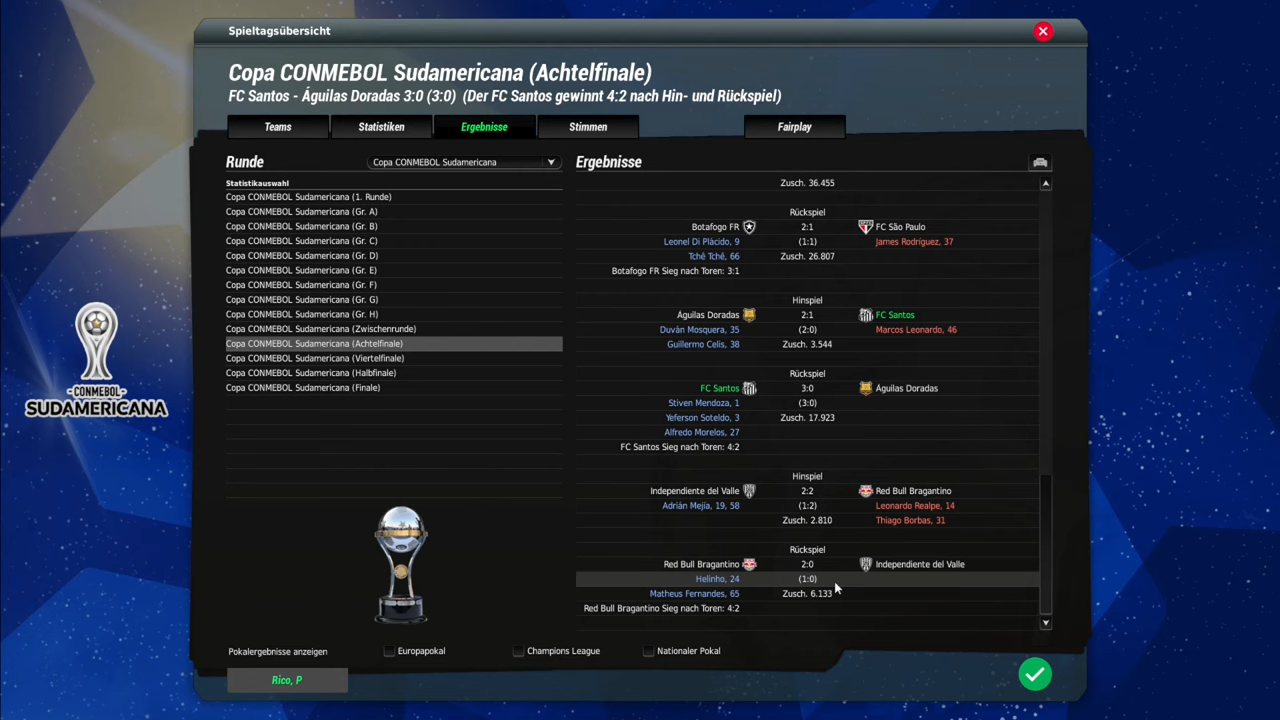 Spieltagsübersicht
Copa CONMEBOL Sudamericana (Achtelfinale)
FC Santos - Águilas Doradas 3:0 (3:0) (Der FC Santos gewinnt 4:2 nach Hin- und Rückspiel!)
Teams Statistiken Ergebnisse Stimmen Fairplay
Runde Copa CONMEBOL Sudamericana
Statistikauswahl
Copa CONMEBOL Sudamericana (1. Runde)
Copa CONMEBOL Sudamericana (Gr. A)
Copa CONMEBOL Sudamericana (Gr. B)
Copa CONMEBOL Sudamericana (Gr. C)
Copa CONMEBOL Sudamericana (Gr. D)
Copa CONMEBOL Sudamericana (Gr. E)
Copa CONMEBOL Sudamericana (Gr. F)
Copa CONMEBOL Sudamericana (Gr. G)
Copa CONMEBOL Sudamericana (Gr. H)
Copa CONMEBOL Sudamericana (Zwischenrunde)
Copa CONMEBOL Sudamericana (Achtelfinale)
Copa CONMEBOL Sudamericana (Viertelfinale)
Copa CONMEBOL Sudamericana (Halbfinale)
Copa CONMEBOL Sudamericana (Finale)
Ergebnisse
Zusch. 36.455
Rückspiel
Botafogo FR 2:1 FC São Paulo
Leonel Di Plácido, 9 (1:1) James Rodríguez, 37
Tchê Tchê, 66 Zusch. 26.807
Botafogo FR Sieg nach Toren: 3:1
Hinspiel
Águilas Doradas 2:1 FC Santos
Duván Mosquera, 35 (2:0) Marcos Leonardo, 46
Guillermo Celis, 38 Zusch. 3.544
Rückspiel
FC Santos 3:0 Águilas Doradas
Stiven Mendoza, 1 (3:0)
Yeferson Soteldo, 3 Zusch. 17.923
Alfredo Morelos, 27
FC Santos Sieg nach Toren: 4:2
Hinspiel
Independiente del Valle 2:2 Red Bull Bragantino
Adrián Mejía, 19, 58 (1:2) Leonardo Realpe, 14
Zusch. 2.810 Thiago Borbas, 31
Rückspiel
Red Bull Bragantino 2:0 Independiente del Valle
Helinho, 24 (1:0)
Matheus Fernandes, 65 Zusch. 6.133
Red Bull Bragantino Sieg nach Toren: 4:2
Pokalergebnisse anzeigen Europapokal Champions League Nationaler Pokal
Rico, P
-CONMEBOL-
SUDAMERICANA